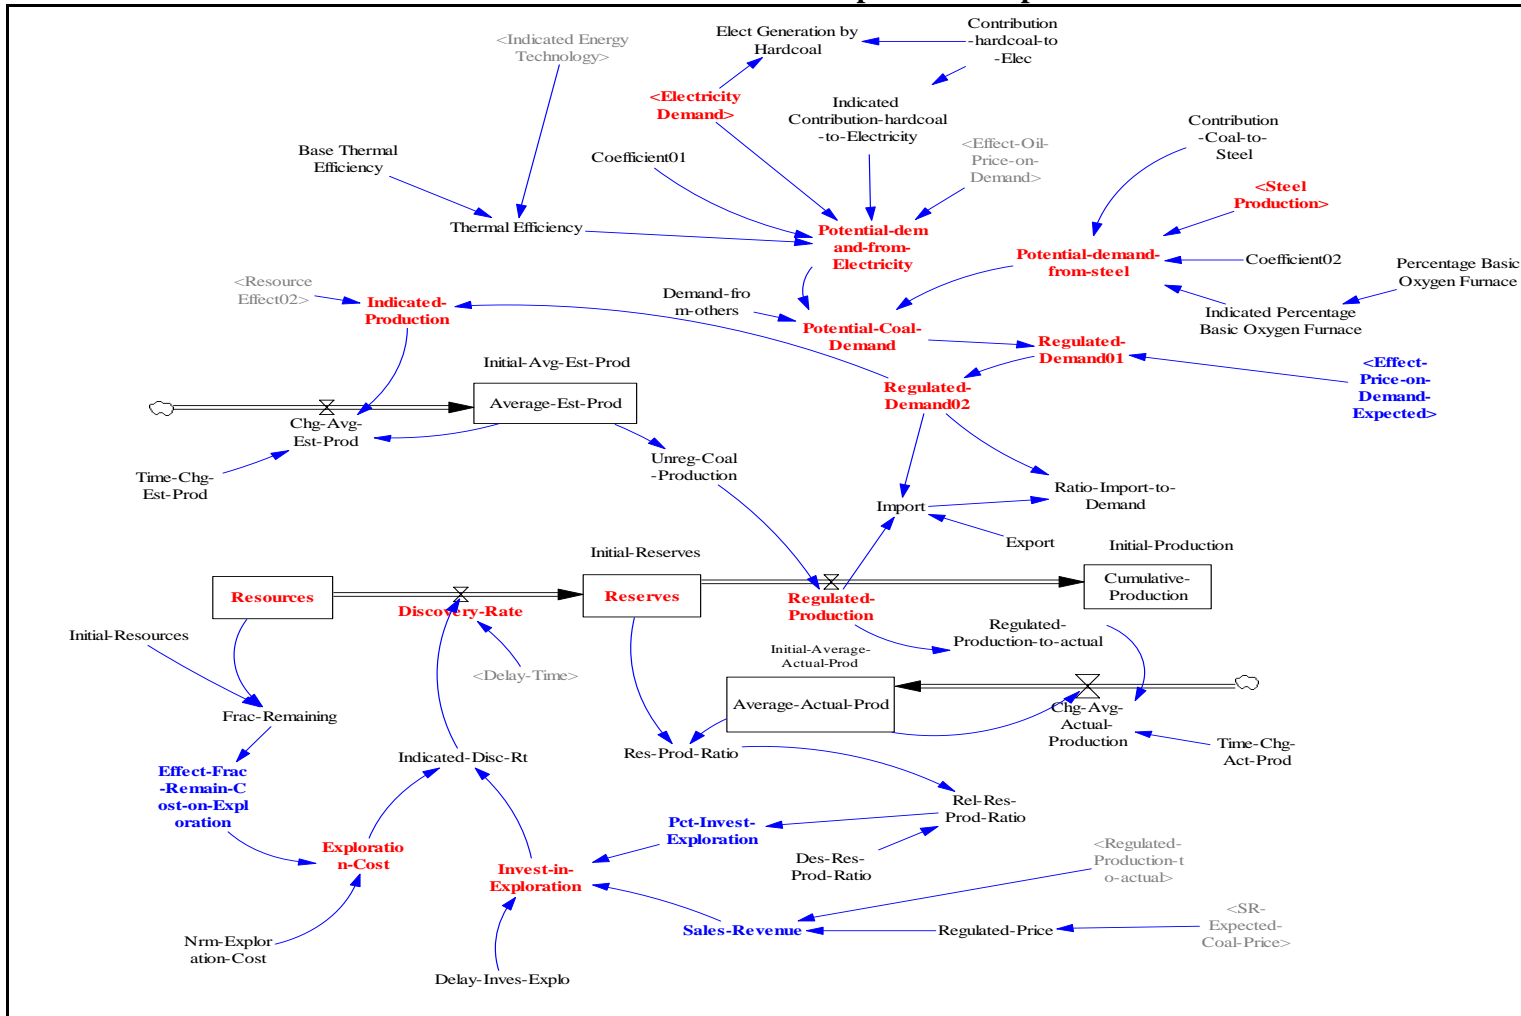 <Indicated Energy
Technology>
Elect Generation by
Hardcoal
Contribution
-hardcoal-to
-Elec
<Electricity
Demand>
Indicated
Contribution-hardcoal
-to-Electricity
Contribution
-Coal-to-
Steel
Base Thermal
Efficiency
Coefficient01
<Effect-Oil-
Price-on-
Demand>
<Steel
Production>
Thermal Efficiency
Potential-dem
and-from-
Electricity
Potential-demand-
from-steel
Coefficient02
Percentage Basic
Oxygen Furnace
<Resource
Effect02>
Indicated-
Production
Demand-fro
m-others
Indicated Percentage
Basic Oxygen Furnace
Potential-Coal-
Demand
Regulated-
Demand01
Initial-Avg-Est-Prod
<Effect-
Price-on-
Demand-
Expected>
Regulated-
Demand02
Average-Est-Prod
Chg-Avg-
Est-Prod
Time-Chg-
Est-Prod
Unreg-Coal
-Production
Ratio-Import-to-
Demand
Import
Export
Initial-Reserves
Initial-Production
Resources
Discovery-Rate
Reserves
Regulated-
Production
Cumulative-
Production
Initial-Resources
Regulated-
Production-to-actual
Initial-Average-
Actual-Prod
<Delay-Time>
Average-Actual-Prod
Frac-Remaining
Chg-Avg-
Actual-
Production
Indicated-Disc-Rt
Res-Prod-Ratio
Time-Chg-
Act-Prod
Effect-Frac
-Remain-C
ost-on-Expl
oration
Rel-Res-
Prod-Ratio
Pct-Invest-
Exploration
Exploratio
n-Cost
Invest-in-
Exploration
Des-Res-
Prod-Ratio
<Regulated-
Production-t
o-actual>
Sales-Revenue
Regulated-Price
<SR-
Expected-
Coal-Price>
Nrm-Explor
ation-Cost
Delay-Inves-Explo